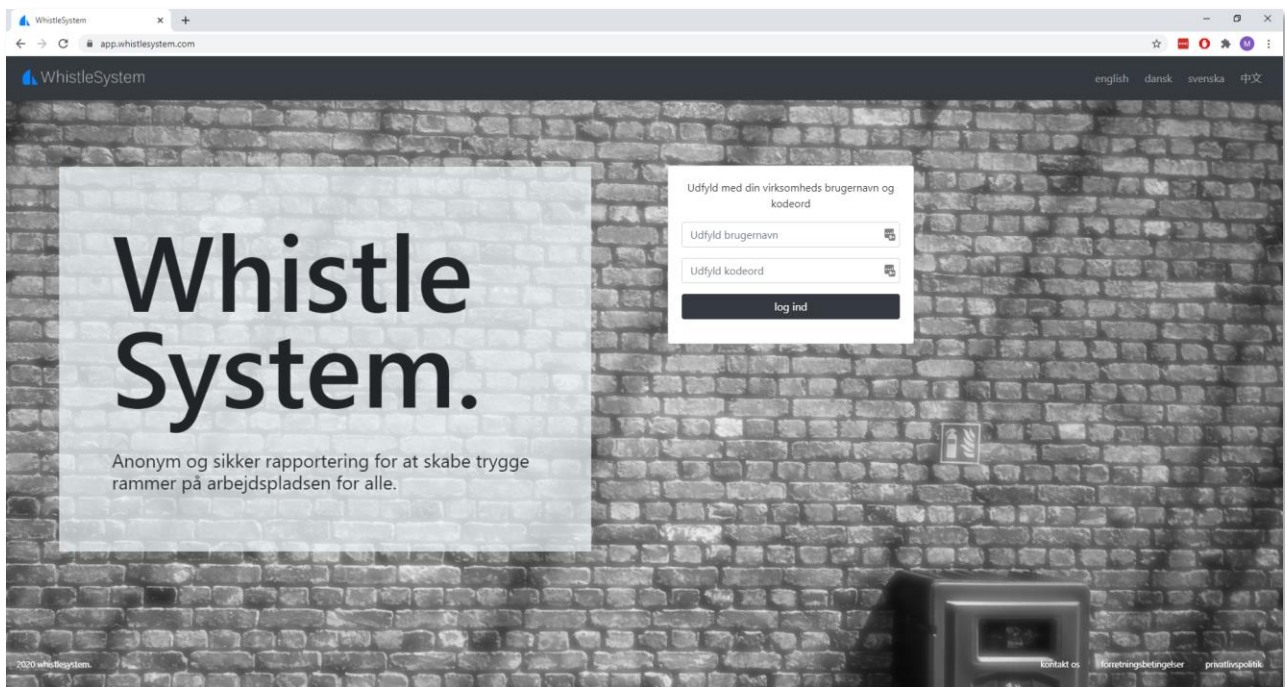 WhistleSystem
app.whistlesystem.com
M
WhistleSystem
english dansk svenska 中文
Whistle
System.
Anonym og sikker rapportering for at skabe trygge
rammer på arbejdspladsen for alle.
Udfyld med din virksomheds brugernavn og
kodeord
Udfyld brugernavn
Udfyld kodeord
log ind
2020 whistlesystem.
kontakt os forretningsbetingelser privatlivspolitik